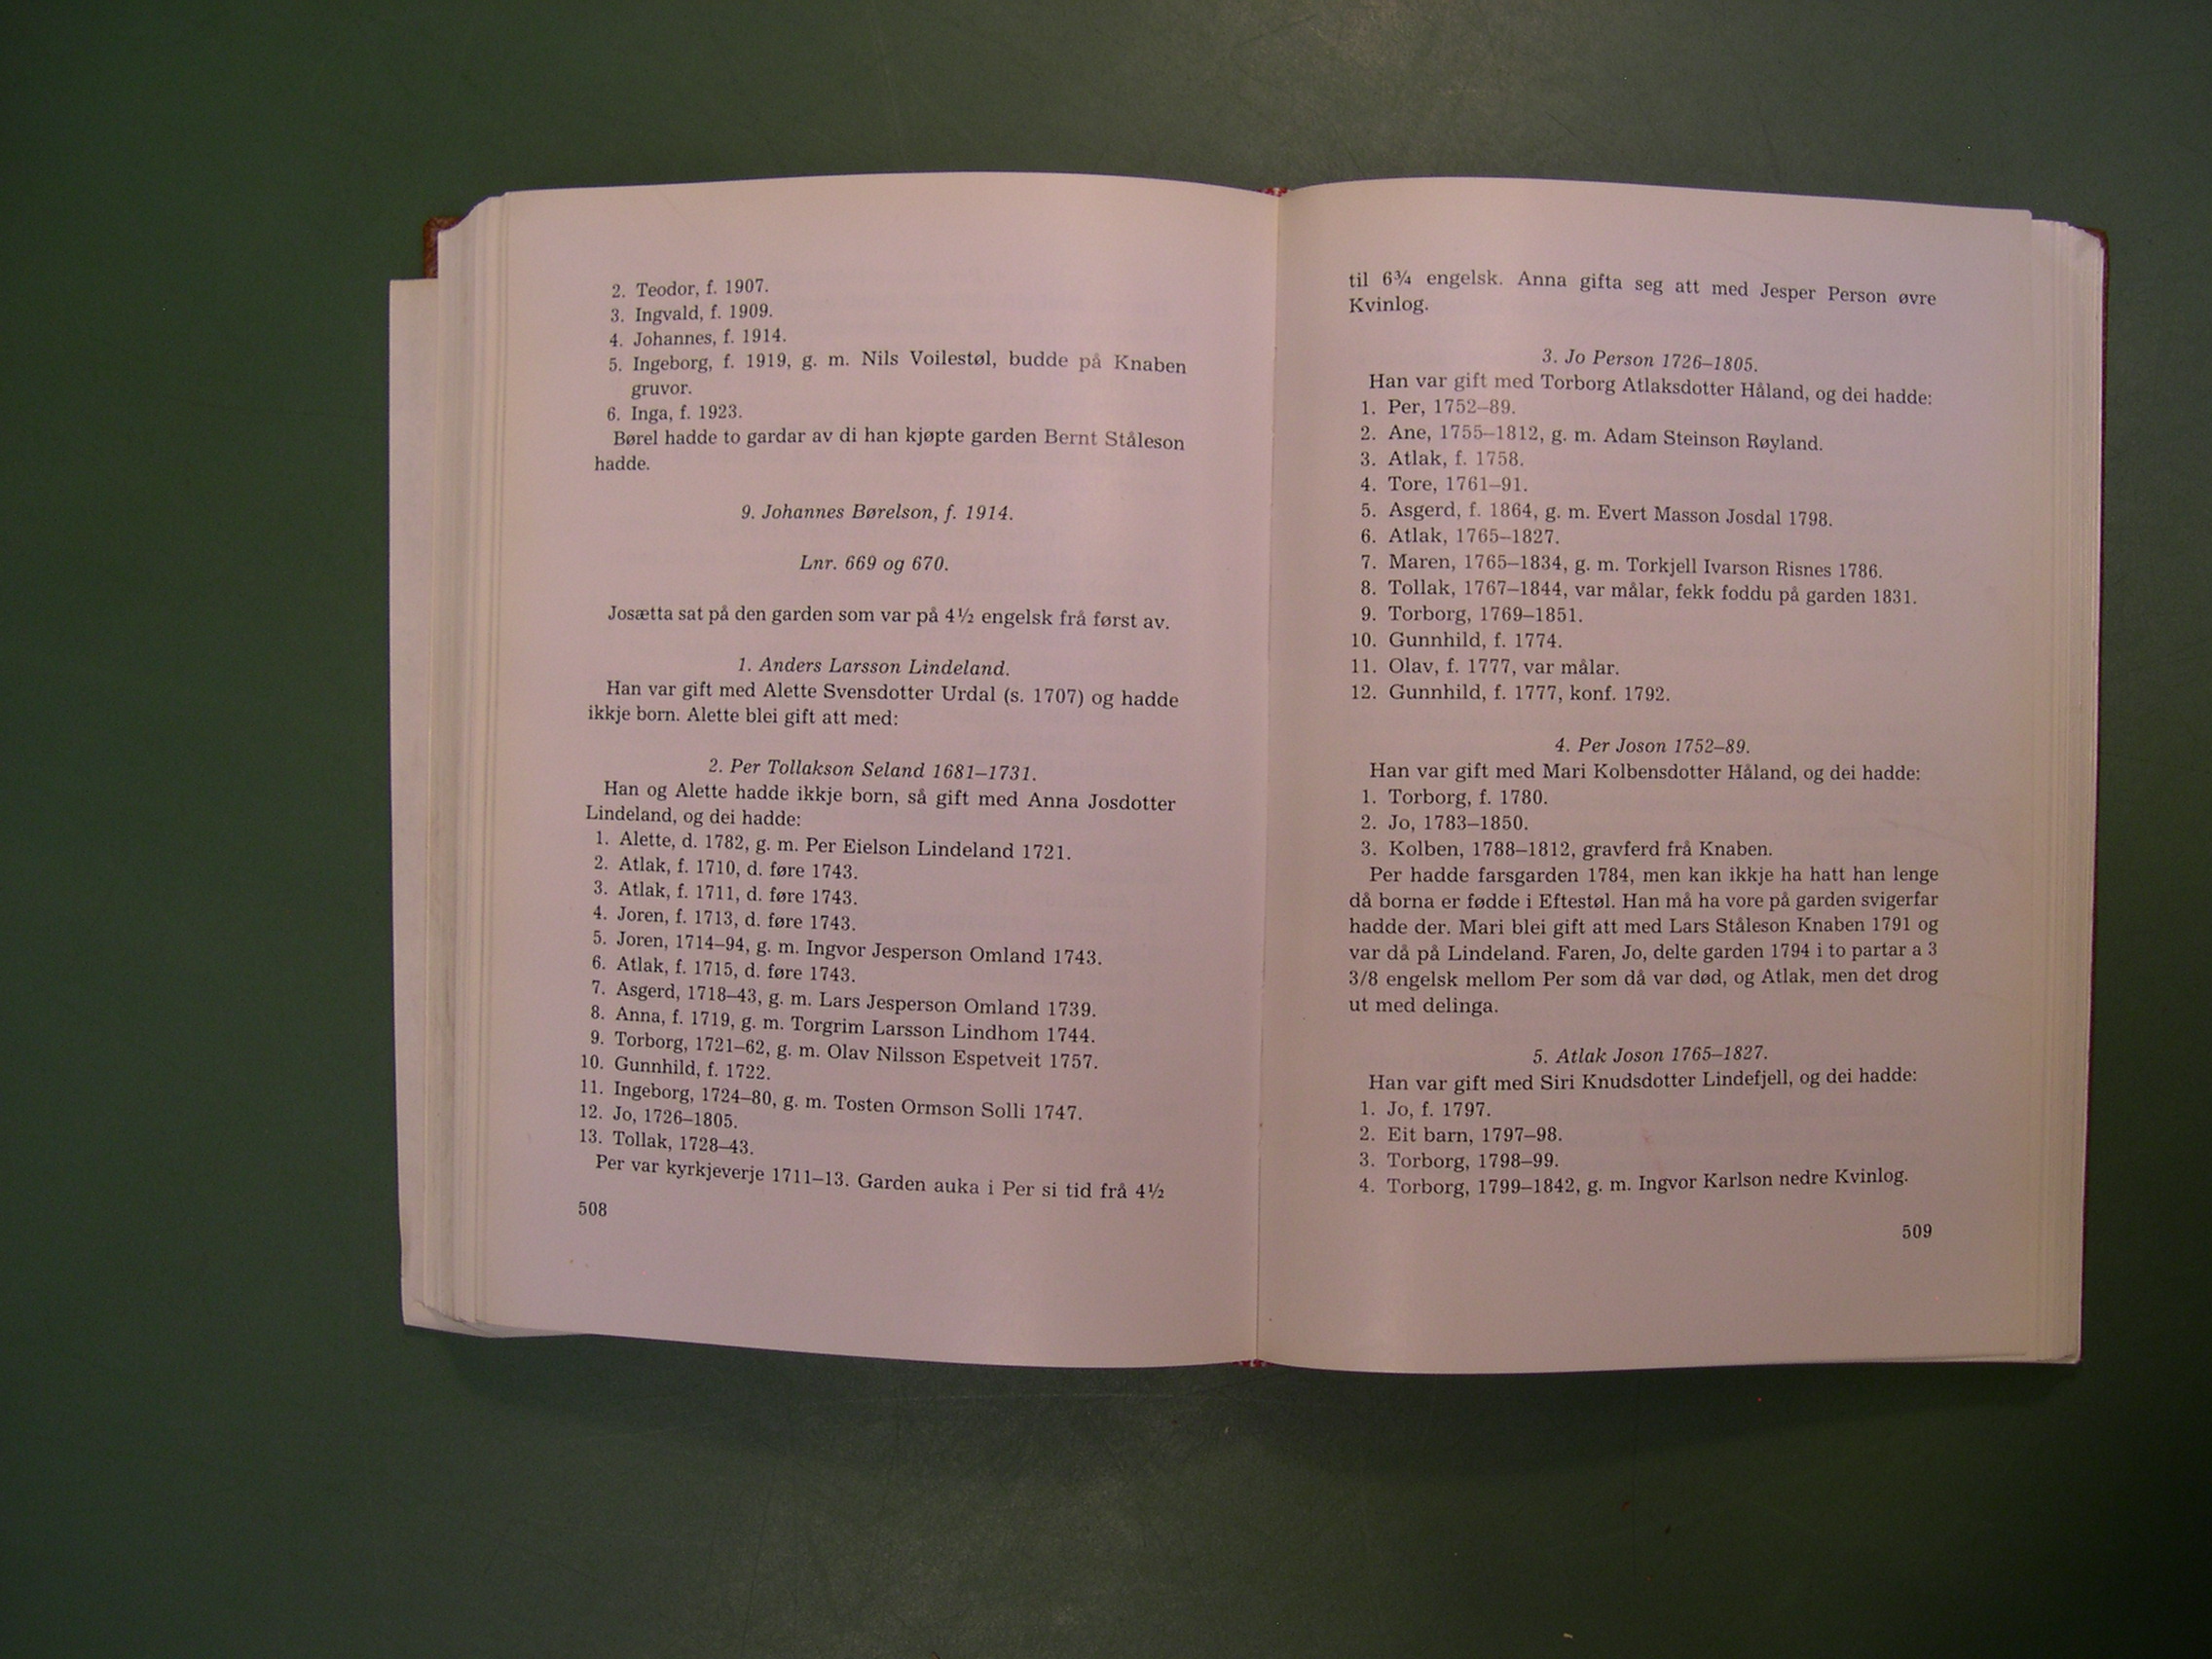 2. Teodor, f. 1907.
3. Ingvald, f. 1909.
4. Johannes, f. 1914.
5. Ingeborg, f. 1919, g. m. Nils Voilestøl, budde på Knaben
gruvor.
6. Inga, f. 1923.
Børel hadde to gardar av di han kjøpte garden Bernt Ståleson
hadde.
9. Johannes Børelson, f. 1914.
Lnr. 669 og 670.
Josætta sat på den garden som var på 4½ engelsk frå først av.
1. Anders Larsson Lindeland.
Han var gift med Alette Svensdotter Urdal (s. 1707) og hadde
ikkje born. Alette blei gift att med:
2. Per Tollakson Seland 1681–1731.
Han og Alette hadde ikkje born, så gift med Anna Josdotter
Lindeland, og dei hadde:
1. Alette, d. 1782, g. m. Per Eielson Lindeland 1721.
2. Atlak, f. 1710, d. føre 1743.
3. Atlak, f. 1711, d. føre 1743.
4. Joren, f. 1713, d. føre 1743.
5. Joren, 1714–94, g. m. Ingvor Jesperson Omland 1743.
6. Atlak, f. 1715, d. føre 1743.
7. Asgerd, 1718–43, g. m. Lars Jesperson Omland 1739.
8. Anna, f. 1719, g. m. Torgrim Larsson Lindhom 1744.
9. Torborg, 1721–62, g. m. Olav Nilsson Espetveit 1757.
10. Gunnhild, f. 1722.
11. Ingeborg, 1724–80, g. m. Tosten Ormson Solli 1747.
12. Jo, 1726–1805.
13. Tollak, 1728–43.
Per var kyrkjeverje 1711–13. Garden auka i Per si tid frå 4½
508
til 6¾ engelsk. Anna gifta seg att med Jesper Person øvre
Kvinlog.
3. Jo Person 1726–1805.
Han var gift med Torborg Atlaksdotter Håland, og dei hadde:
1. Per, 1752–89.
2. Ane, 1755–1812, g. m. Adam Steinson Røyland.
3. Atlak, f. 1758.
4. Tore, 1761–91.
5. Asgerd, f. 1864, g. m. Evert Masson Josdal 1798.
6. Atlak, 1765–1827.
7. Maren, 1765–1834, g. m. Torkjell Ivarson Risnes 1786.
8. Tollak, 1767–1844, var målar, fekk foddu på garden 1831.
9. Torborg, 1769–1851.
10. Gunnhild, f. 1774.
11. Olav, f. 1777, var målar.
12. Gunnhild, f. 1777, konf. 1792.
4. Per Joson 1752–89.
Han var gift med Mari Kolbensdotter Håland, og dei hadde:
1. Torborg, f. 1780.
2. Jo, 1783–1850.
3. Kolben, 1788–1812, gravferd frå Knaben.
Per hadde farsgarden 1784, men kan ikkje ha hatt han lenge
då borna er fødde i Eftestøl. Han må ha vore på garden svigerfar
hadde der. Mari blei gift att med Lars Ståleson Knaben 1791 og
var då på Lindeland. Faren, Jo, delte garden 1794 i to partar a 3
3/8 engelsk mellom Per som då var død, og Atlak, men det drog
ut med delinga.
5. Atlak Joson 1765–1827.
Han var gift med Siri Knudsdotter Lindefjell, og dei hadde:
1. Jo, f. 1797.
2. Eit barn, 1797–98.
3. Torborg, 1798–99.
4. Torborg, 1799–1842, g. m. Ingvor Karlson nedre Kvinlog.
509